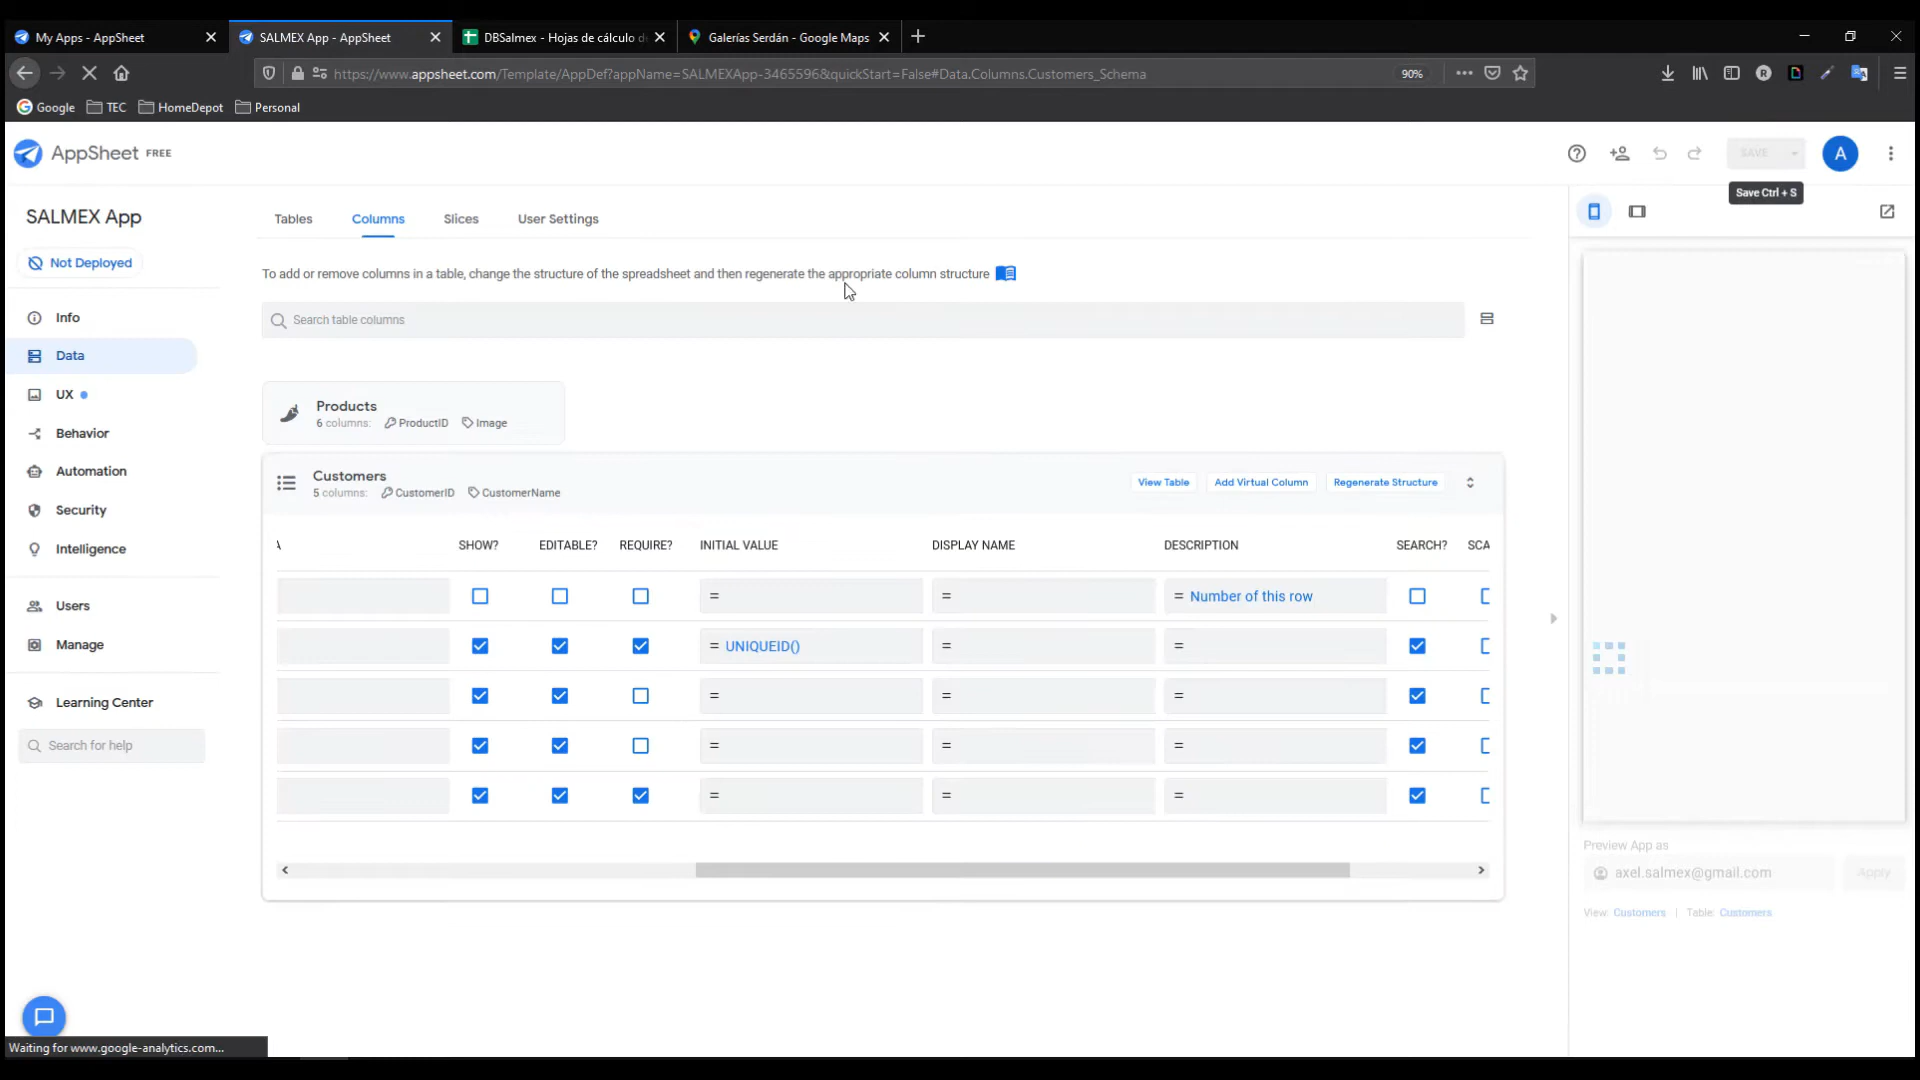 My Apps - AppSheet
SALMEX App - AppSheet
DBSalmex - Hojas de cálculo d
Galerías Serdán - Google Maps
https://www.appsheet.com/Template/AppDef?appName=SALMEXApp-3465596&quickStart=False#Data.Columns.Customers_Schema
90%
Google
TEC
HomeDepot
Personal
AppSheet FREE
SAVE
A
Save Ctrl + S
SALMEX App
Tables
Columns
Slices
User Settings
Not Deployed
To add or remove columns in a table, change the structure of the spreadsheet and then regenerate the appropriate column structure
Search table columns
Info
Data
UX
Behavior
Automation
Security
Intelligence
Users
Manage
Learning Center
Search for help
Products
6 columns: ProductID Image
Customers
5 columns: CustomerID CustomerName
View Table
Add Virtual Column
Regenerate Structure
SHOW? EDITABLE? REQUIRE? INITIAL VALUE DISPLAY NAME DESCRIPTION SEARCH? SCA
= = = Number of this row
= UNIQUEID() = =
= = =
= = =
= = =
Preview App as
axel.salmex@gmail.com
Apply
View: Customers | Table: Customers
Waiting for www.google-analytics.com...